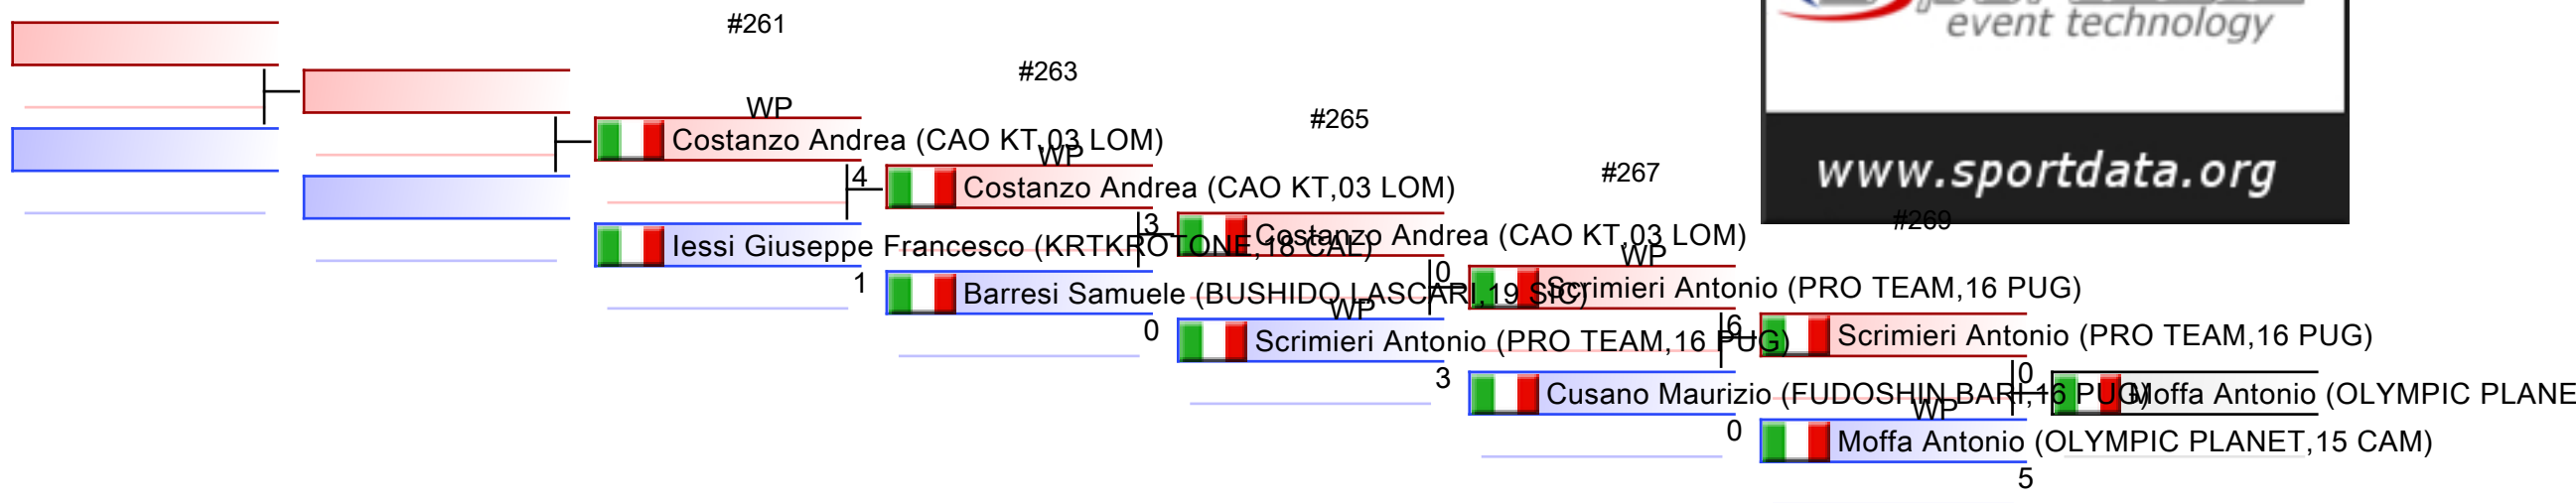 #261
event technology
#263
WP
#265
Costanzo Andrea (CAO KT,03 LOM)
WP
www.sportdata.org
#267
4
Costanzo Andrea (CAO KT,03 LOM)
#269
3
Costanzo Andrea (CAO KT,03 LOM)
Iessi Giuseppe Francesco (KRTKROTONE,18 CAL)
WP
1
0
Scrimieri Antonio (PRO TEAM,16 PUG)
Barresi Samuele (BUSHIDO LASCARI,19 SIC)
WP
0
6
Scrimieri Antonio (PRO TEAM,16 PUG)
Scrimieri Antonio (PRO TEAM,16 PUG)
3
0
Cusano Maurizio (FUDOSHIN BARI,16 PUG)
Moffa Antonio (OLYMPIC PLANE
WP
0
Moffa Antonio (OLYMPIC PLANET,15 CAM)
5